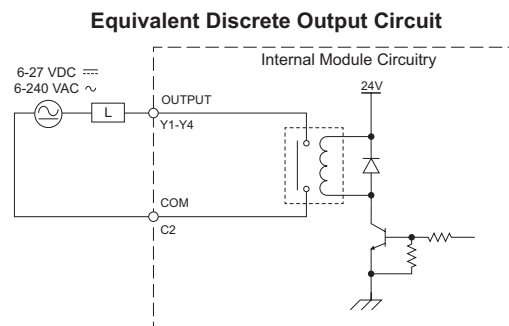 Equivalent Discrete Output Circuit
Internal Module Circuitry
6-27 VDC ⎓
6-240 VAC ∿
24V
L
OUTPUT
Y1-Y4
COM
C2